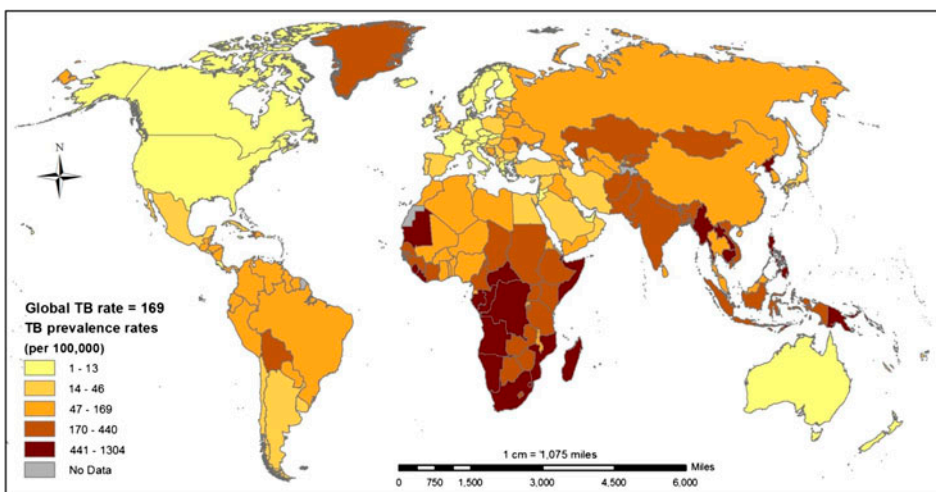 N
Global TB rate = 169
TB prevalence rates
(per 100,000)
1 - 13
14 - 46
47 - 169
170 - 440
441 - 1304
No Data
1 cm = 1,075 miles
Miles
0 750 1,500 3,000 4,500 6,000